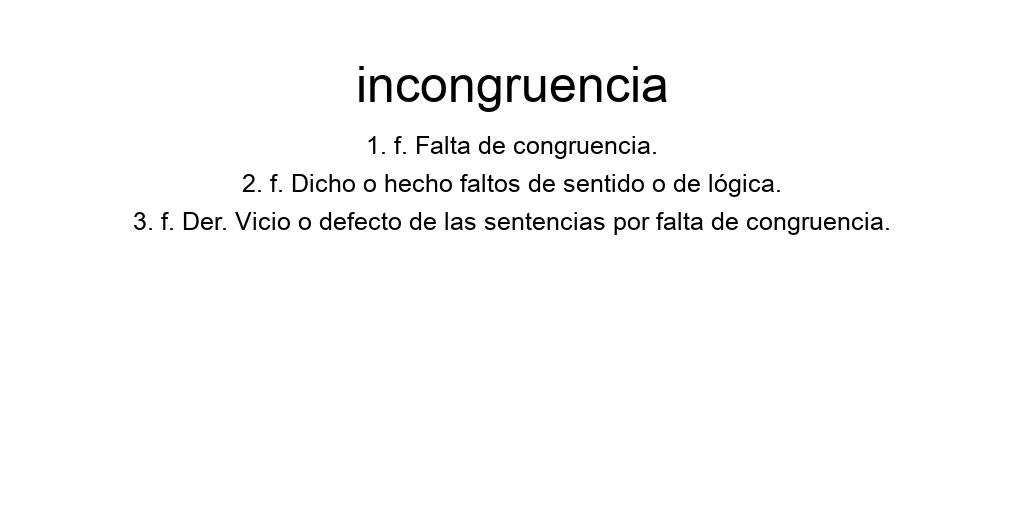 incongruencia
1. f. Falta de congruencia.
2. f. Dicho o hecho faltos de sentido o de lógica.
3. f. Der. Vicio o defecto de las sentencias por falta de congruencia.